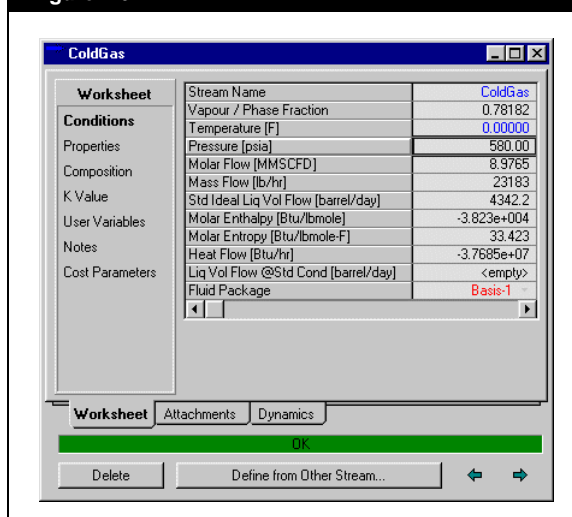 ColdGas
Worksheet
Conditions
Properties
Composition
K Value
User Variables
Notes
Cost Parameters
Stream Name ColdGas
Vapour / Phase Fraction 0.78182
Temperature [F] 0.00000
Pressure [psia] 580.00
Molar Flow [MMSCFD] 8.9765
Mass Flow [lb/hr] 23183
Std Ideal Liq Vol Flow [barrel/day] 4342.2
Molar Enthalpy [Btu/lbmole] -3.823e+004
Molar Entropy [Btu/lbmole-F] 33.423
Heat Flow [Btu/hr] -3.7685e+07
Liq Vol Flow @Std Cond [barrel/day] <empty>
Fluid Package Basis-1
Worksheet Attachments Dynamics
OK
Delete Define from Other Stream...